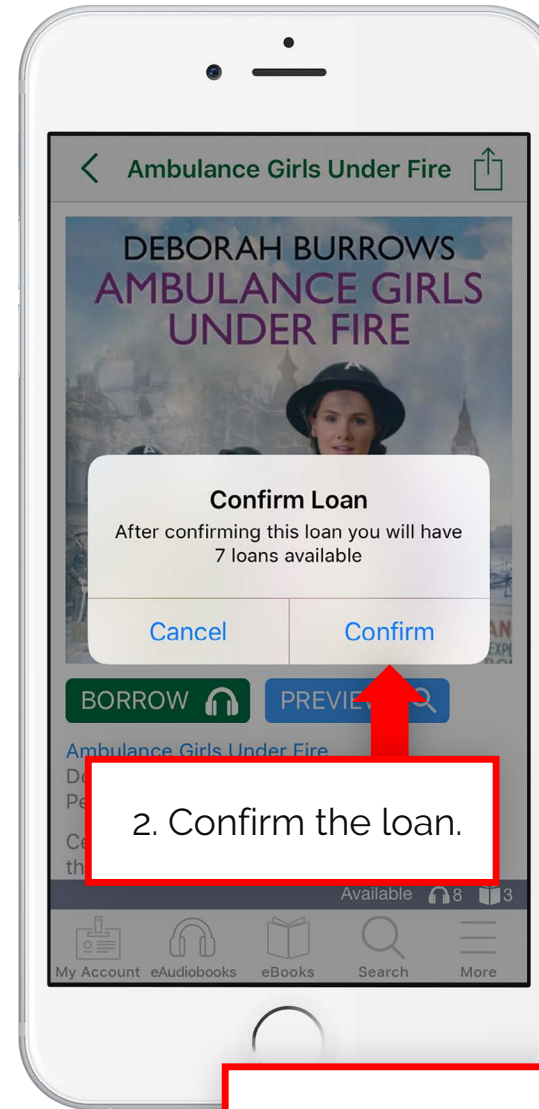 Ambulance Girls Under Fire
DEBORAH BURROWS
AMBULANCE GIRLS
UNDER FIRE
A
Confirm Loan
After confirming this loan you will have
7 loans available
Cancel
Confirm
BORROW
Ambulance Girls Under Fire
2. Confirm the loan.
Available 8 3
My Account eAudiobooks eBooks Search More